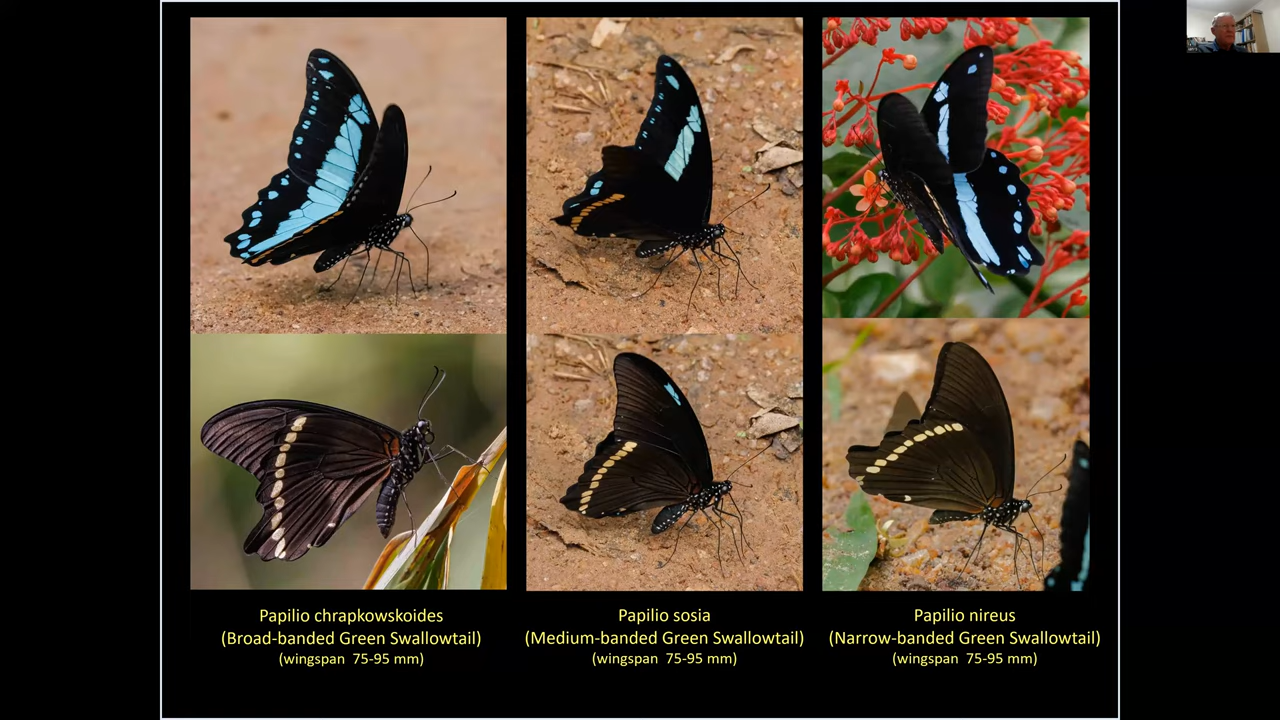 Papilio chrapkowskoides
(Broad-banded Green Swallowtail)
(wingspan 75-95 mm)
Papilio sosia
(Medium-banded Green Swallowtail)
(wingspan 75-95 mm)
Papilio nireus
(Narrow-banded Green Swallowtail)
(wingspan 75-95 mm)